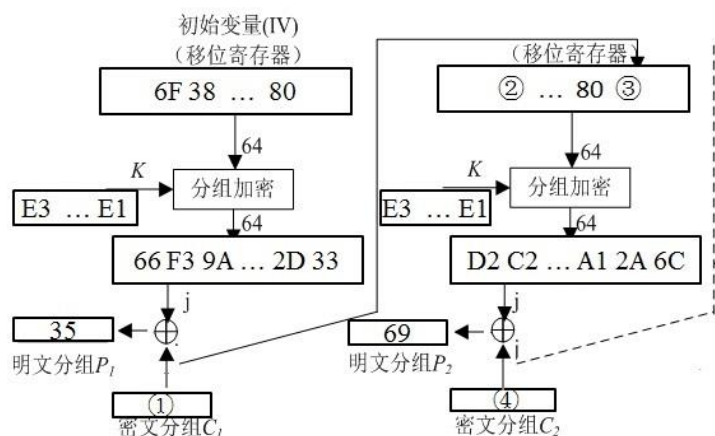 初始变量(IV)
（移位寄存器）
6F 38 … 80
64
K
分组加密
E3 … E1
64
66 F3 9A … 2D 33
j
35
明文分组P1
①
密文分组C1
（移位寄存器）
② … 80 ③
64
K
分组加密
E3 … E1
64
D2 C2 … A1 2A 6C
j
69
j
明文分组P2
④
密文分组C2